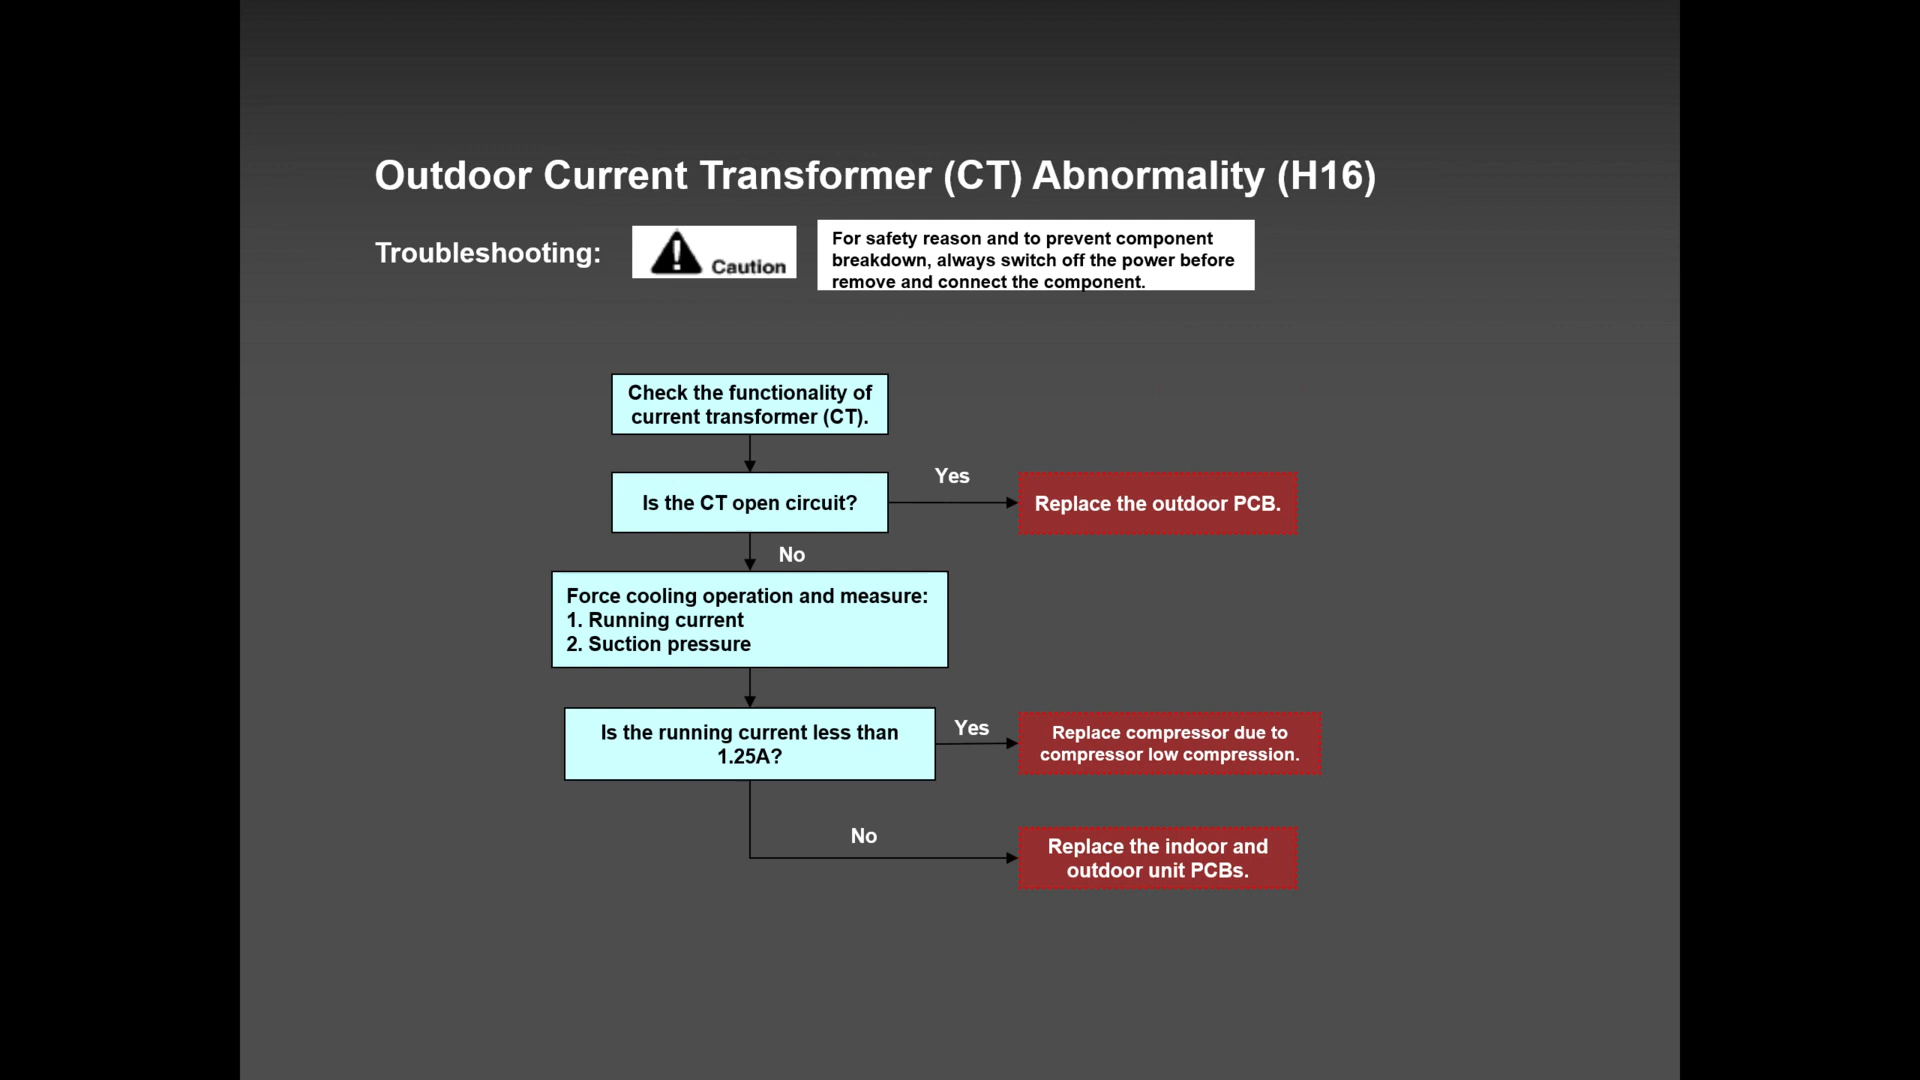 Outdoor Current Transformer (CT) Abnormality (H16)
Troubleshooting:
Caution
For safety reason and to prevent component
breakdown, always switch off the power before
remove and connect the component.
Check the functionality of
current transformer (CT).
Is the CT open circuit?
Yes
Replace the outdoor PCB.
No
Force cooling operation and measure:
1. Running current
2. Suction pressure
Is the running current less than
1.25A?
Yes
Replace compressor due to
compressor low compression.
No
Replace the indoor and
outdoor unit PCBs.